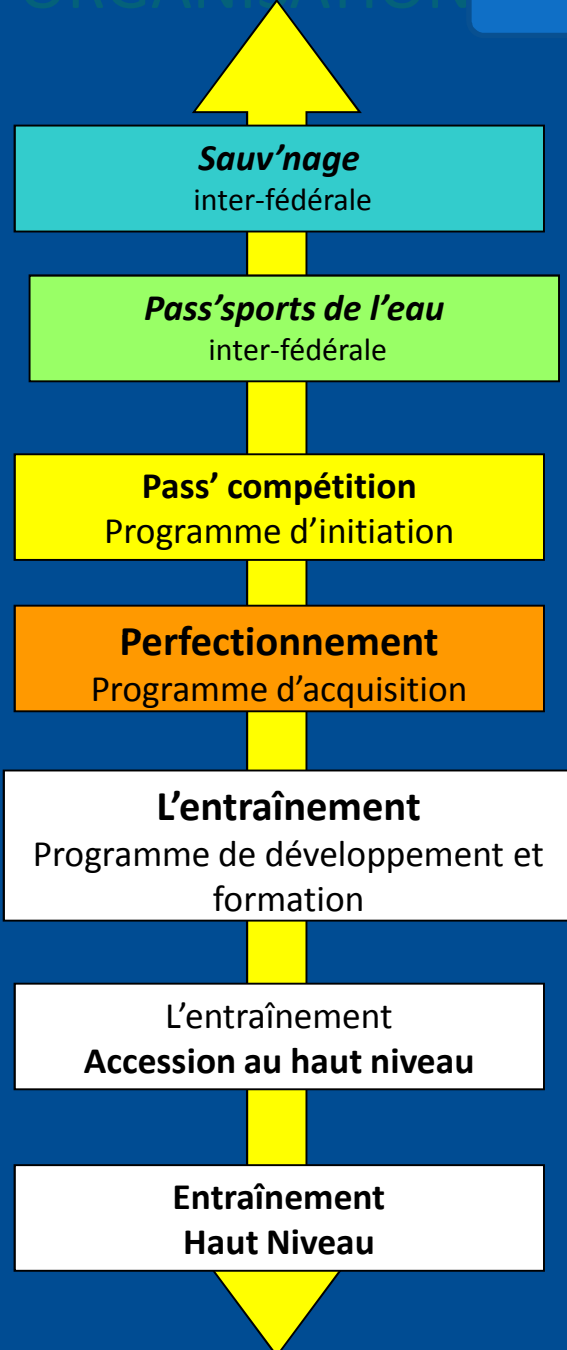 ORGANISATION
Sauv’nage
inter-fédérale
Pass’sports de l’eau
inter-fédérale
Pass’ compétition
Programme d’initiation
Perfectionnement
Programme d’acquisition
L’entraînement
Programme de développement et
formation
L’entraînement
Accession au haut niveau
Entraînement
Haut Niveau